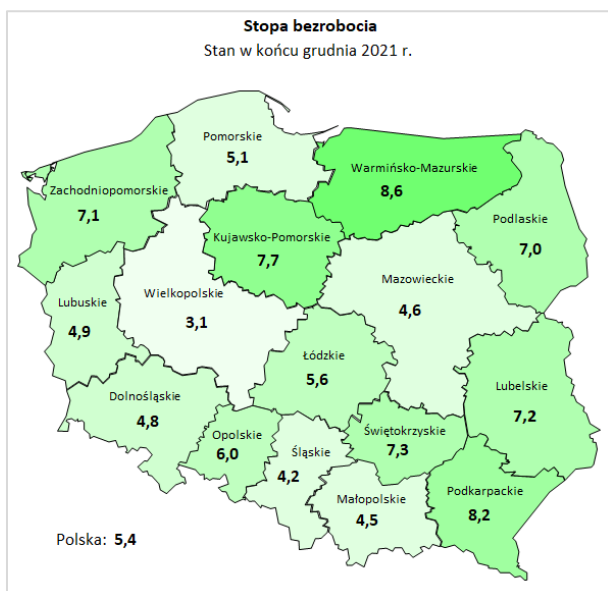 Stopa bezrobocia
Stan w końcu grudnia 2021 r.
Pomorskie
5,1
Warmińsko-Mazurskie
8,6
Zachodniopomorskie
7,1
Podlaskie
7,0
Kujawsko-Pomorskie
7,7
Mazowieckie
4,6
Wielkopolskie
3,1
Lubuskie
4,9
Łódzkie
5,6
Lubelskie
7,2
Dolnośląskie
4,8
Opolskie
6,0
Świętokrzyskie
7,3
Śląskie
4,2
Małopolskie
4,5
Podkarpackie
8,2
Polska: 5,4